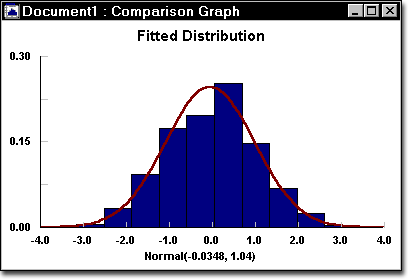 Document1 : Comparison Graph
Fitted Distribution
0.30
0.15
0.00
-4.0 -3.0 -2.0 -1.0 0.0 1.0 2.0 3.0 4.0
Normal(-0.0348, 1.04)